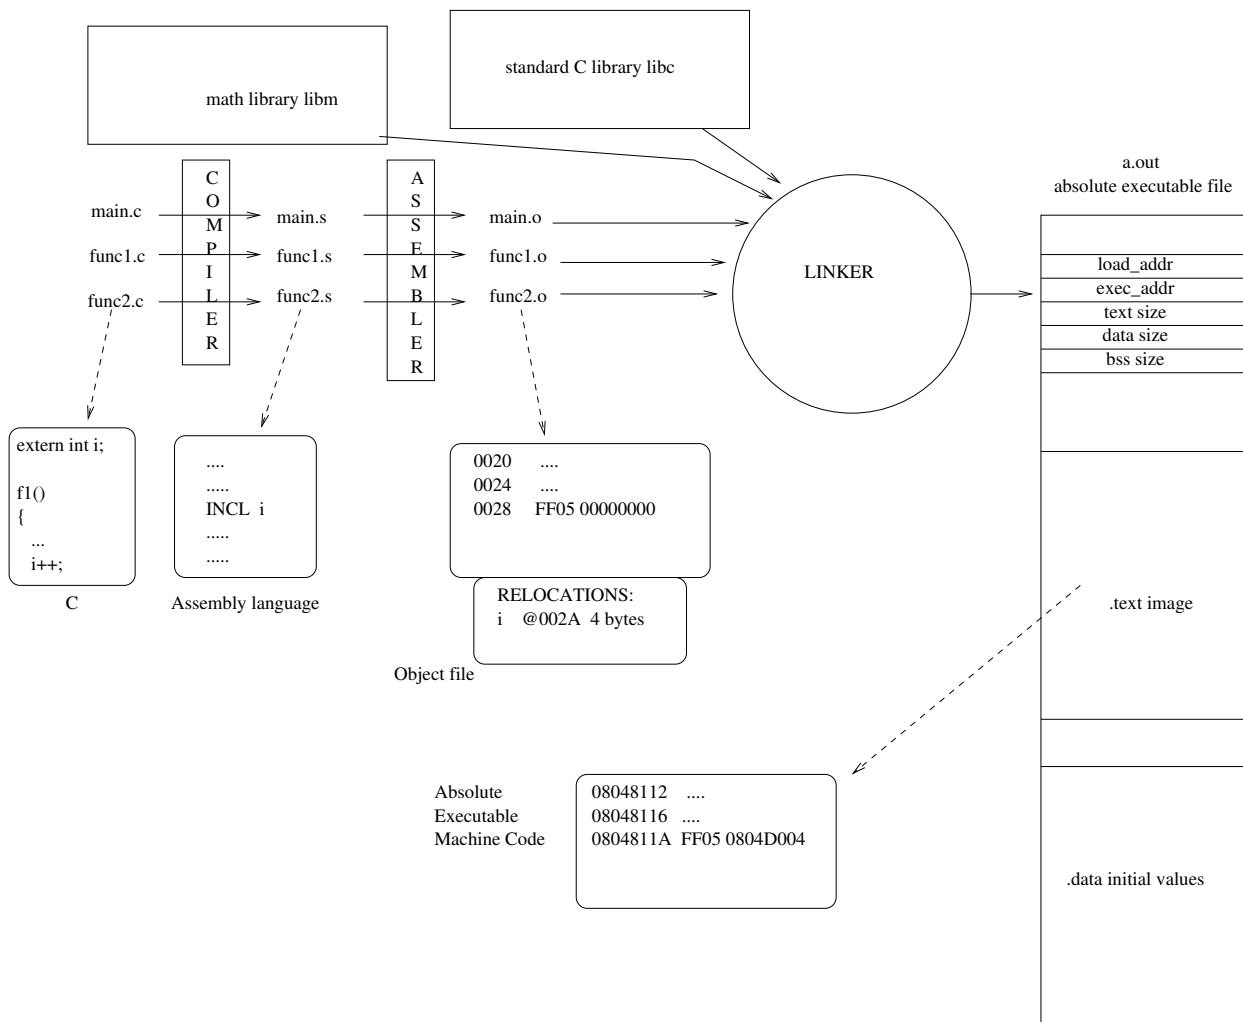 standard C library libc
math library libm
COMPILER
ASSEMBLER
a.out
absolute executable file
main.c
main.s
main.o
func1.c
func1.s
func1.o
func2.c
func2.s
func2.o
LINKER
load_addr
exec_addr
text size
data size
bss size
extern int i;
f1()
{
...
i++;
C
....
.....
INCL i
.....
.....
Assembly language
0020 ....
0024 ....
0028 FF05 00000000
RELOCATIONS:
i @002A 4 bytes
Object file
.text image
Absolute
Executable
Machine Code
08048112 ....
08048116 ....
0804811A FF05 0804D004
.data initial values